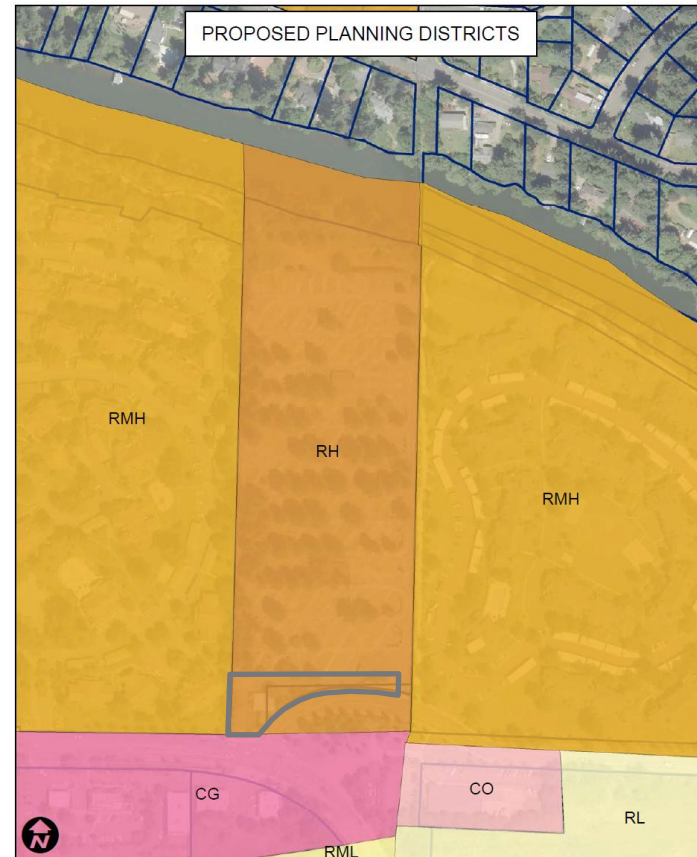 PROPOSED PLANNING DISTRICTS
RMH
RH
RMH
CG
CO
RL
RML
N